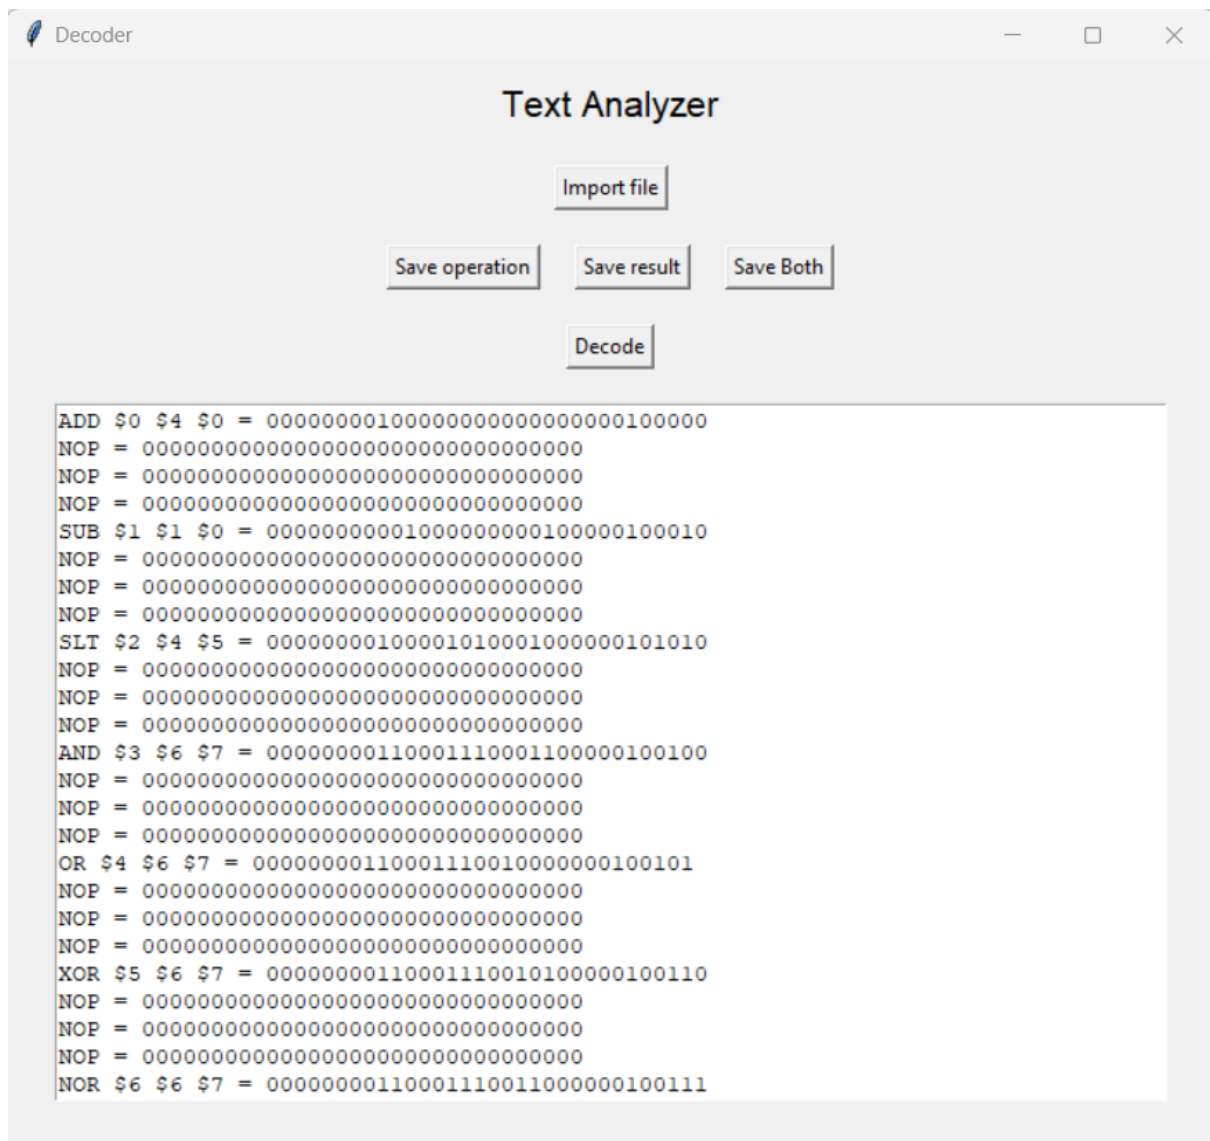 Decoder
Text Analyzer
Import file
Save operation Save result Save Both
Decode
ADD $0 $4 $0 = 00000000100000000000000000100000
NOP = 00000000000000000000000000000000
NOP = 00000000000000000000000000000000
NOP = 00000000000000000000000000000000
SUB $1 $1 $0 = 00000000001000000000100000100010
NOP = 00000000000000000000000000000000
NOP = 00000000000000000000000000000000
NOP = 00000000000000000000000000000000
SLT $2 $4 $5 = 00000000100001010001000000101010
NOP = 00000000000000000000000000000000
NOP = 00000000000000000000000000000000
NOP = 00000000000000000000000000000000
AND $3 $6 $7 = 00000000110001110001100000100100
NOP = 00000000000000000000000000000000
NOP = 00000000000000000000000000000000
NOP = 00000000000000000000000000000000
OR $4 $6 $7 = 00000000110001110010000000100101
NOP = 00000000000000000000000000000000
NOP = 00000000000000000000000000000000
NOP = 00000000000000000000000000000000
XOR $5 $6 $7 = 00000000110001110010100000100110
NOP = 00000000000000000000000000000000
NOP = 00000000000000000000000000000000
NOP = 00000000000000000000000000000000
NOR $6 $6 $7 = 00000000110001110011000000100111